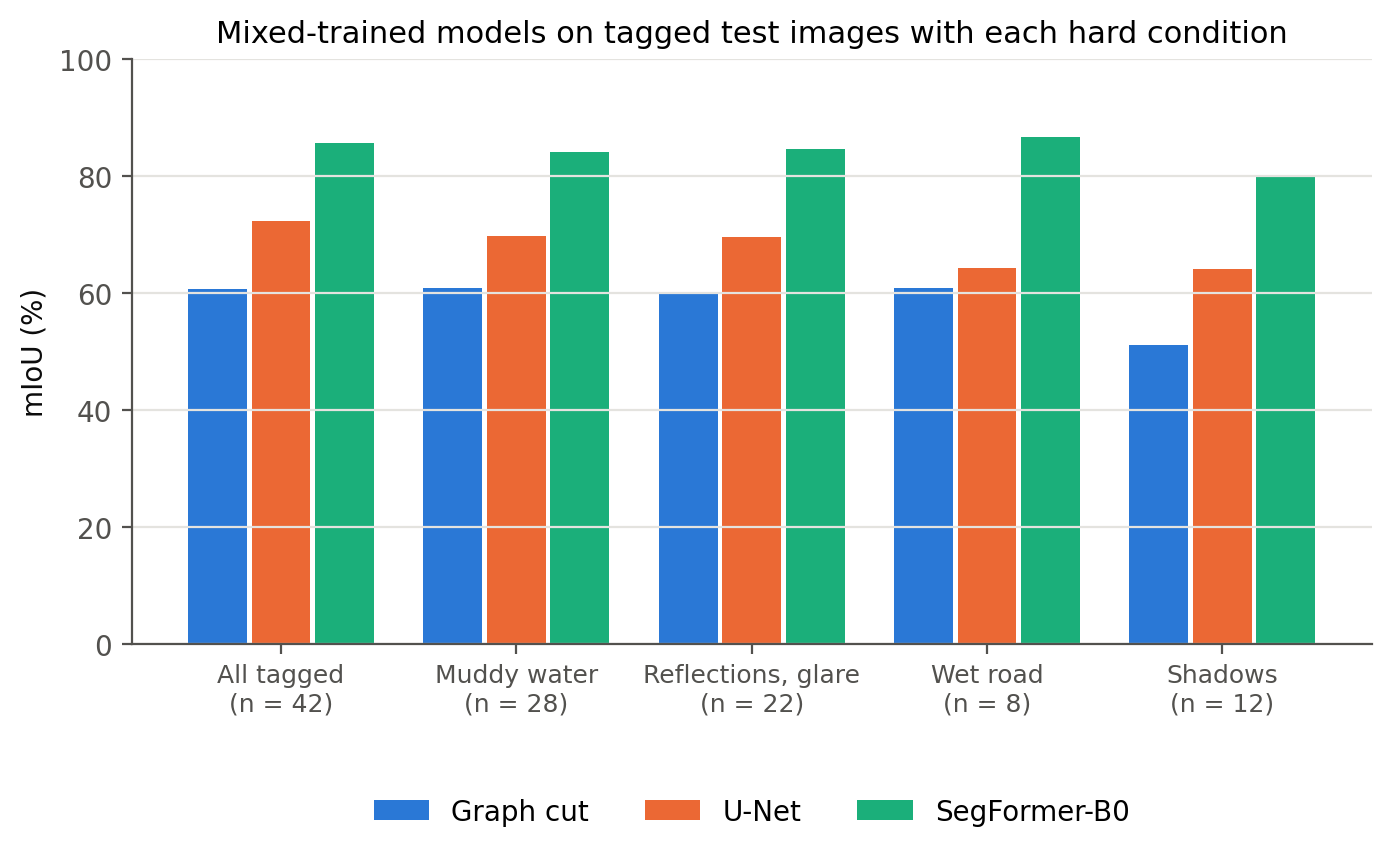 Mixed-trained models on tagged test images with each hard condition
mIoU (%)
100
80
60
40
20
0
All tagged
(n = 42)
Muddy water
(n = 28)
Reflections, glare
(n = 22)
Wet road
(n = 8)
Shadows
(n = 12)
Graph cut
U-Net
SegFormer-B0